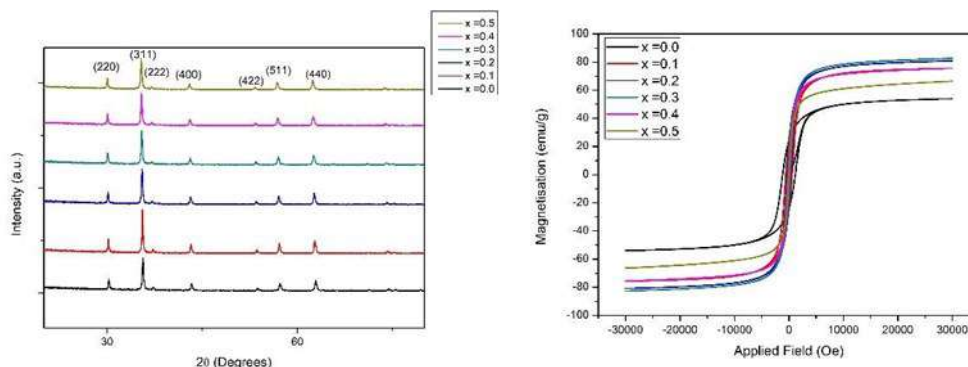 x =0.5
x =0.4
x =0.3
x =0.2
x =0.1
x =0.0
(311)
(220)
(222)
(400)
(422)
(511)
(440)
Intensity (a.u.)
30
60
2θ (Degrees)
x =0.0
x =0.1
x =0.2
x =0.3
x =0.4
x =0.5
100
80
60
40
20
0
-20
-40
-60
-80
-100
Magnetisation (emu/g)
-30000
-20000
-10000
0
10000
20000
30000
Applied Field (Oe)